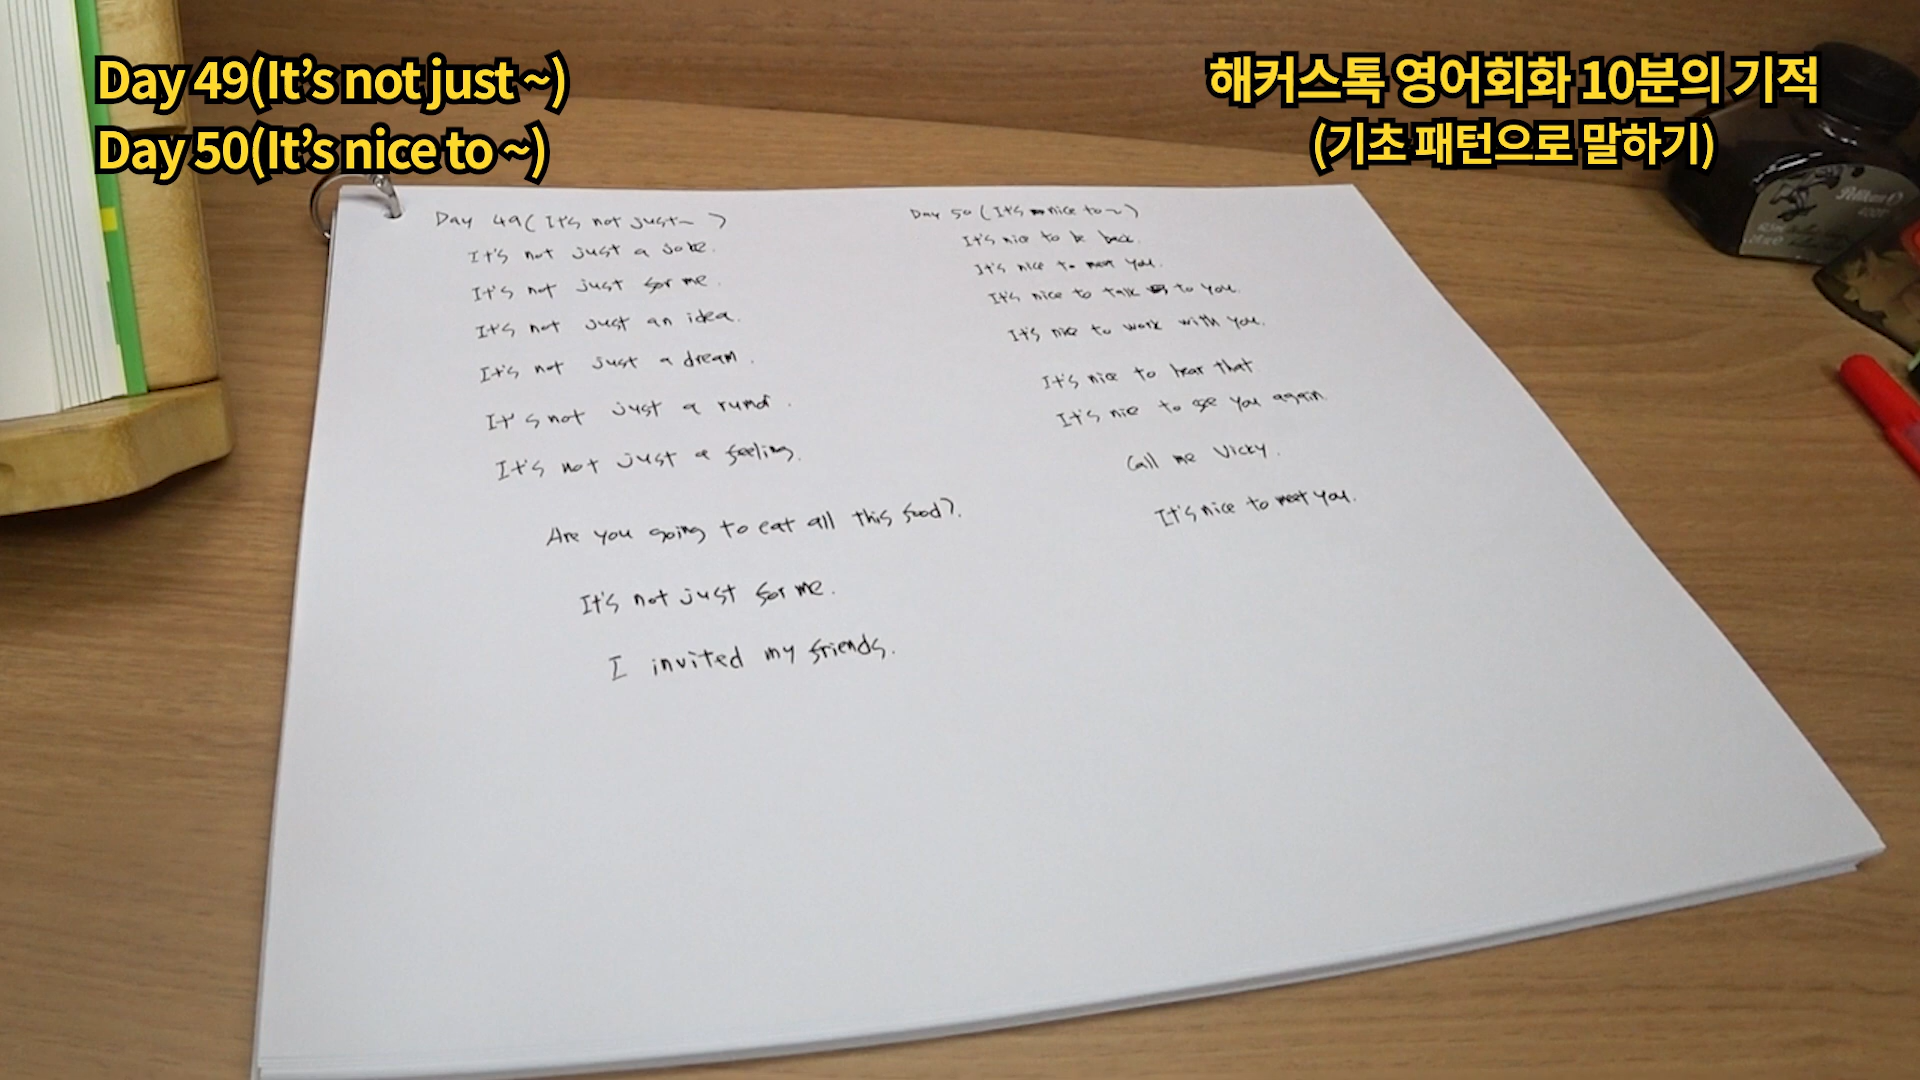 Day 49(It's not just ~)
Day 50(It's nice to ~)
해커스톡 영어회화 10분의 기적
(기초 패턴으로 말하기)
Day 49( It's not just~ )
It's not just a joke.
It's not just for me.
It's not just an idea.
It's not just a dream.
It's not just a rumor.
It's not just a feeling.
Are you going to eat all this food?.
It's not just for me.
I invited my friends.
Day 50 ( It's nice to~)
It's nice to be back.
It's nice to meet you.
It's nice to talk to you.
It's nice to work with you.
It's nice to hear that
It's nice to see you again
Call me Vicky.
It's nice to meet you.
Pelikan
4001